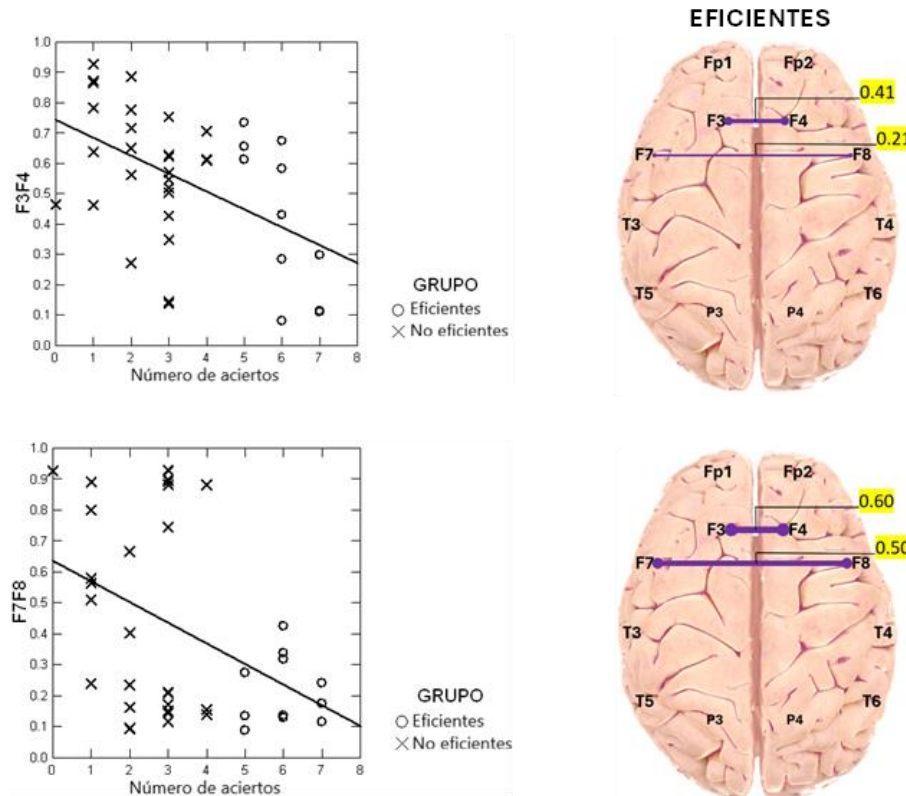 1.0
0.9
0.8
0.7
0.6
0.5
0.4
0.3
0.2
0.1
0.0
F3F4
0 1 2 3 4 5 6 7 8
Número de aciertos
GRUPO
Eficientes
No eficientes
EFICIENTES
Fp1 Fp2
0.41
F3 F4
0.21
F7 F8
T3 T4
T5 T6
P3 P4
1.0
0.9
0.8
0.7
0.6
0.5
0.4
0.3
0.2
0.1
0.0
F7F8
0 1 2 3 4 5 6 7 8
Número de aciertos
GRUPO
Eficientes
No eficientes
Fp1 Fp2
0.60
F3 F4
0.50
F7 F8
T3 T4
T5 T6
P3 P4